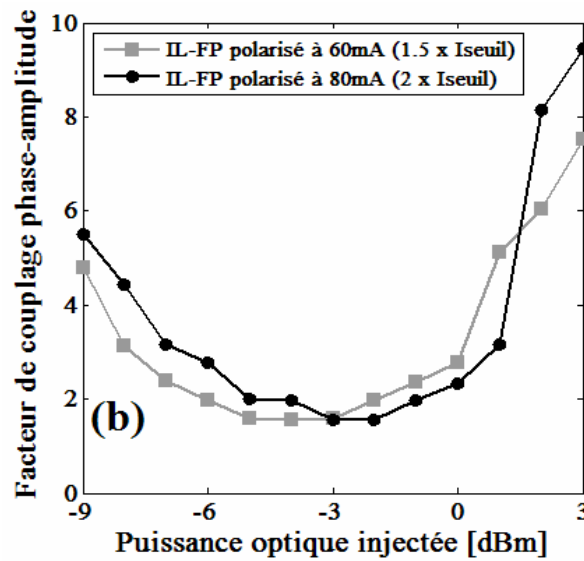 10
8
6
4
2
0
Facteur de couplage phase-amplitude
IL-FP polarisé à 60mA (1.5 x Iseuil)
IL-FP polarisé à 80mA (2 x Iseuil)
(b)
-9 -6 -3 0 3
Puissance optique injectée [dBm]